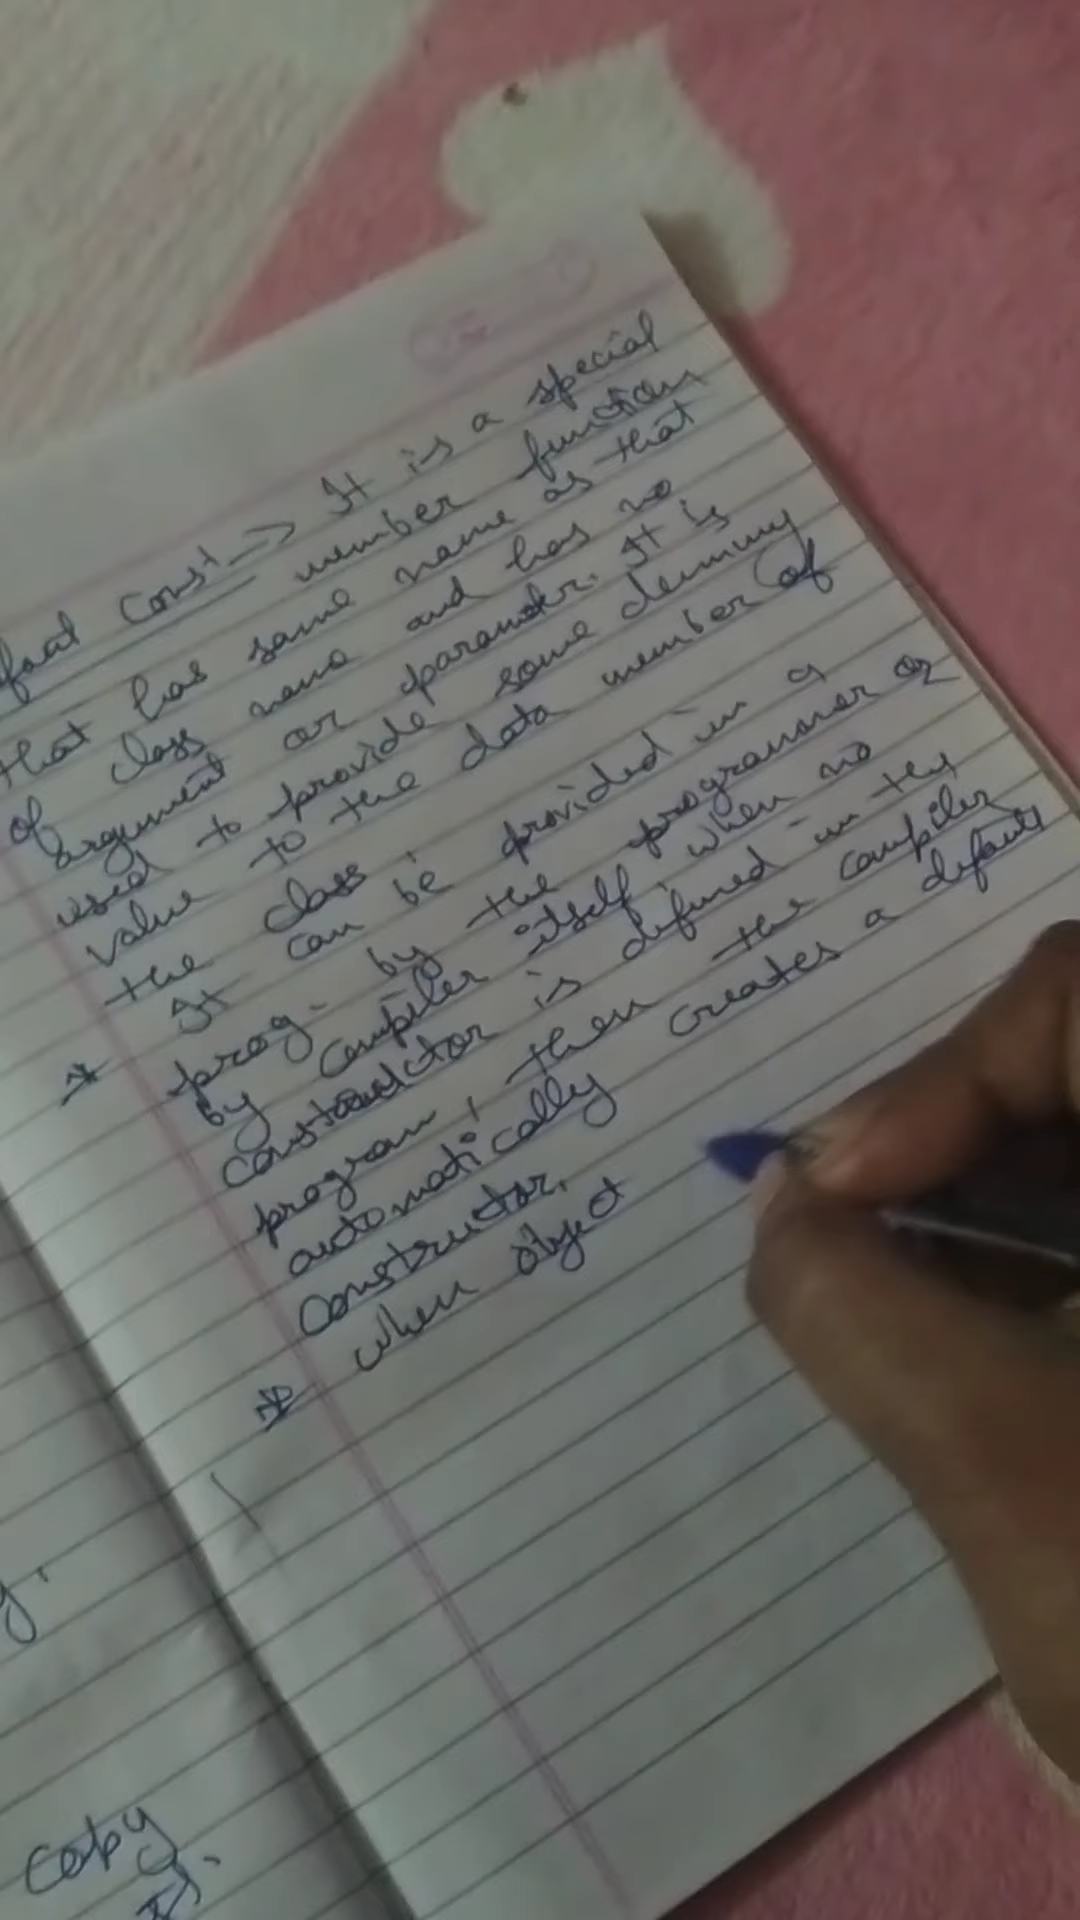 fault Const. -> It is a special
member function
that has same name as that
of class name and has no
argument or parameter. It is
used to provide some dummy
value to the data member of
the class.
It can be provided in a
prog. by the programmer or
by compiler itself when no
constructor is defined in the
program, then the compiler
automatically creates a default
constructor.
when object
y.
copy